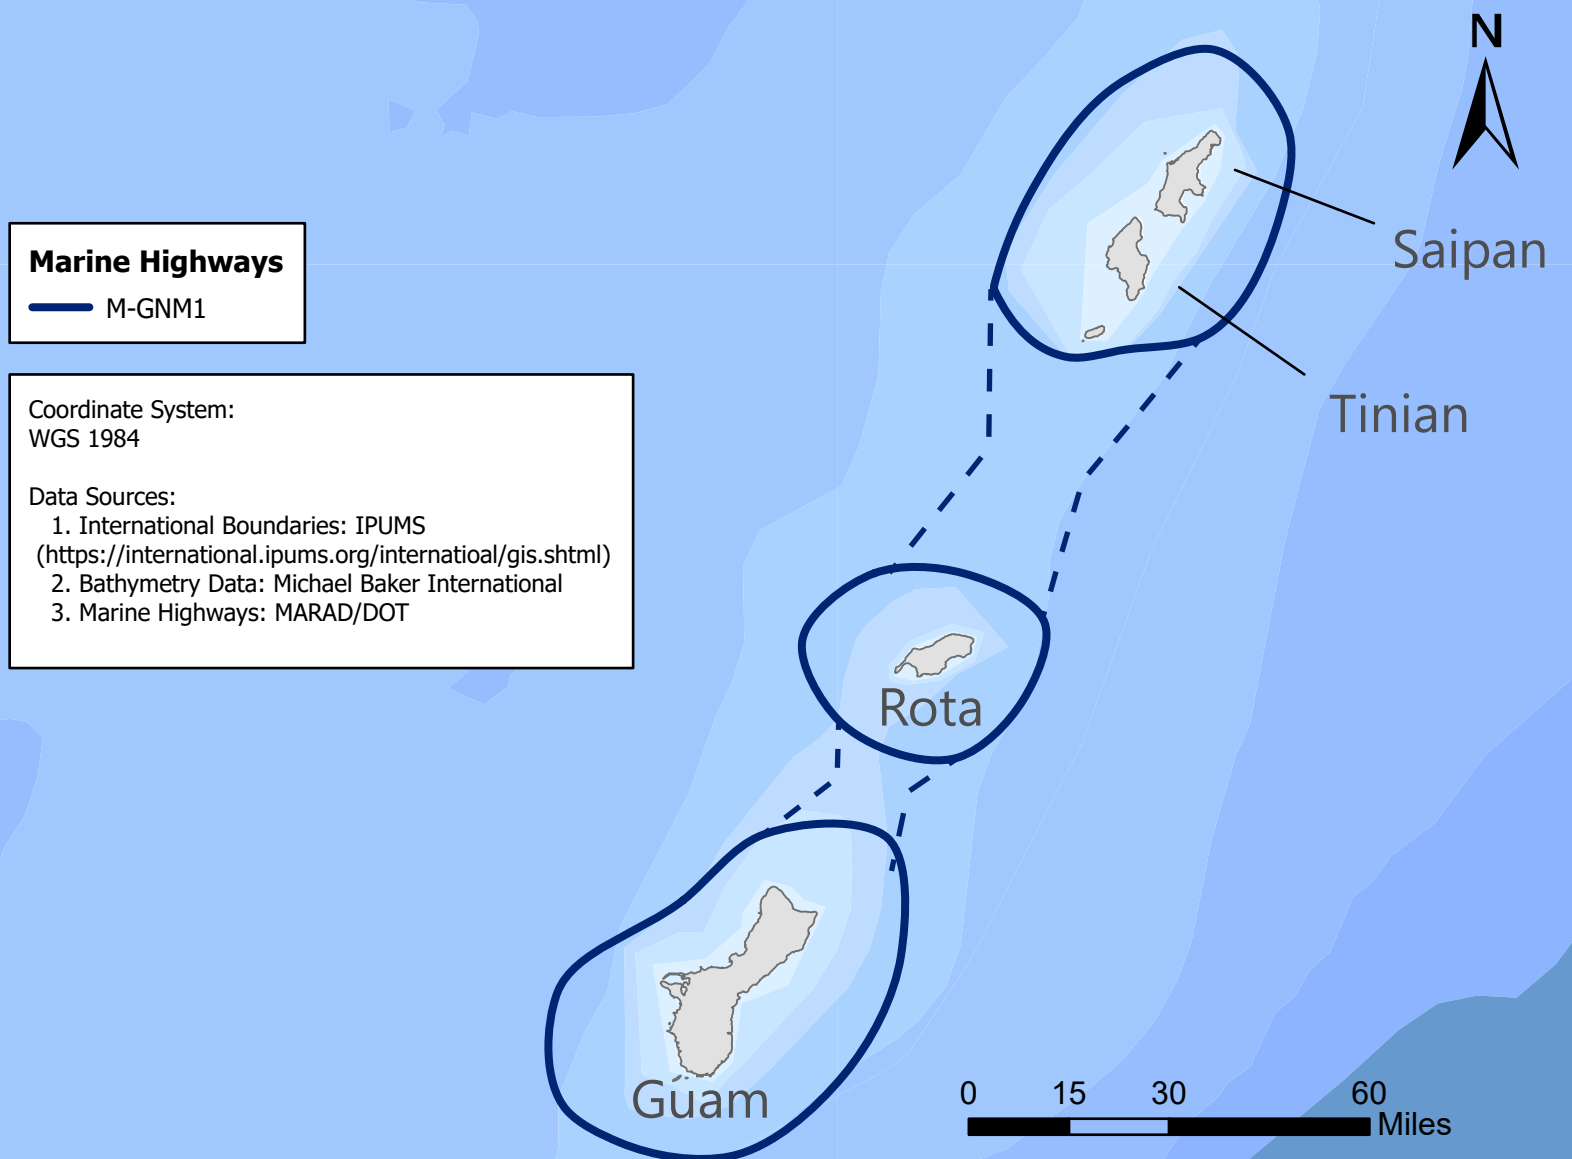 N
Saipan
Tinian
Marine Highways
M-GNM1
Coordinate System:
WGS 1984
Data Sources:
1. International Boundaries: IPUMS
(https://international.ipums.org/internatioal/gis.shtml)
2. Bathymetry Data: Michael Baker International
3. Marine Highways: MARAD/DOT
Rota
Guam
0 15 30 60
Miles